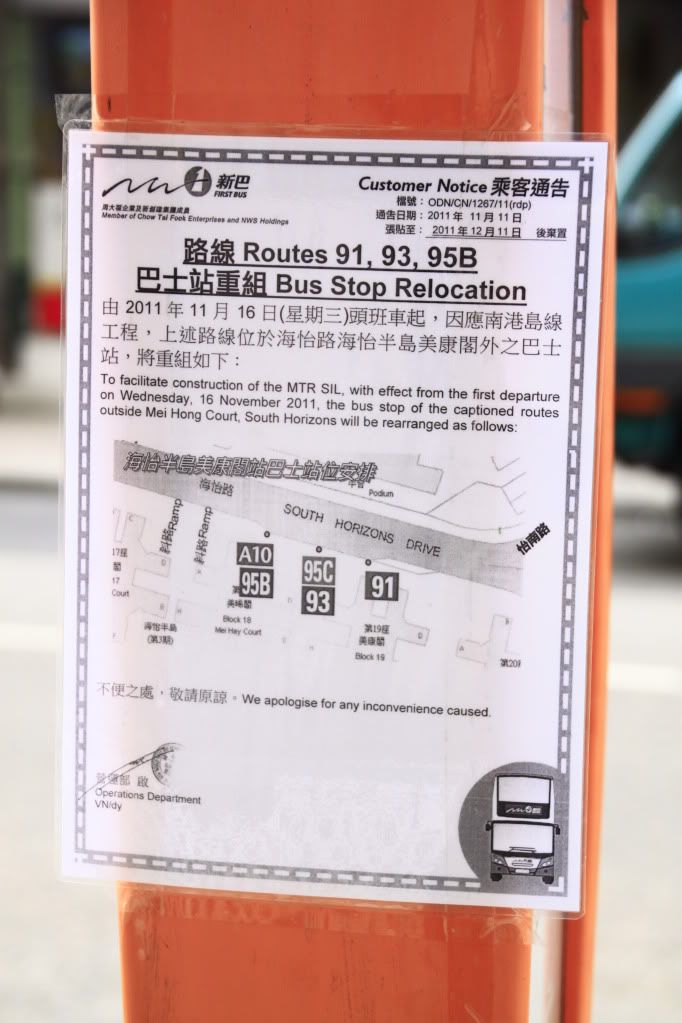 新巴
FIRST BUS
周大福企業及新創建集團成員
Member of Chow Tai Fook Enterprises and NWS Holdings
Customer Notice 乘客通告
檔號：ODN/CN/1267/11(rdp)
通告日期：2011 年 11 月 11 日
張貼至： 2011 年 12 月 11 日 後棄置
路線 Routes 91, 93, 95B
巴士站重組 Bus Stop Relocation
由 2011 年 11 月 16 日(星期三)頭班車起，因應南港島線
工程，上述路線位於海怡路海怡半島美康閣外之巴士
站，將重組如下：
To facilitate construction of the MTR SIL, with effect from the first departure
on Wednesday, 16 November 2011, the bus stop of the captioned routes
outside Mei Hong Court, South Horizons will be rearranged as follows:
海怡半島美康閣站巴士站位安排
平台
Podium
海怡路
SOUTH HORIZONS DRIVE
怡南路
斜路Ramp
斜路Ramp
17座
閣
17
Court
A10
95B
95C
93
91
美晞閣
Block 18
Mei Hay Court
海怡半島
(第3期)
第19座
美康閣
Block 19
第20
不便之處，敬請原諒。We apologise for any inconvenience caused.
營運部 啟
Operations Department
VN/dy